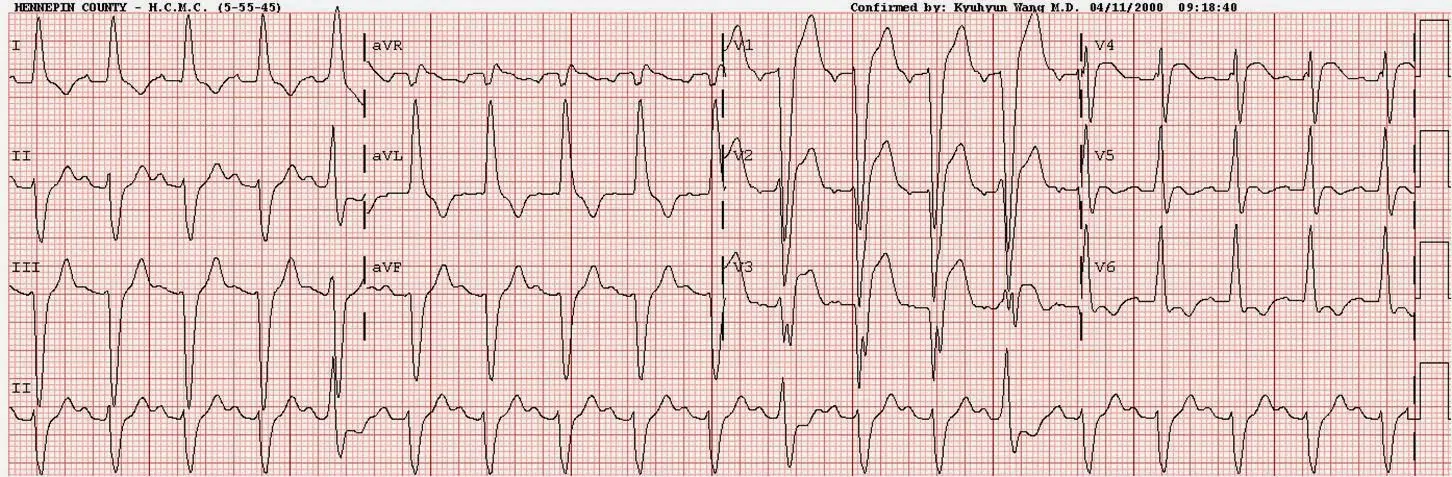 HENNEPIN COUNTY - H.C.M.C. (5-55-45) Confirmed by: Kyuhyun Wang M.D. 04/11/2000 09:18:40
I aVR V1 V4
II aVL V2 V5
III aVF V3 V6
II